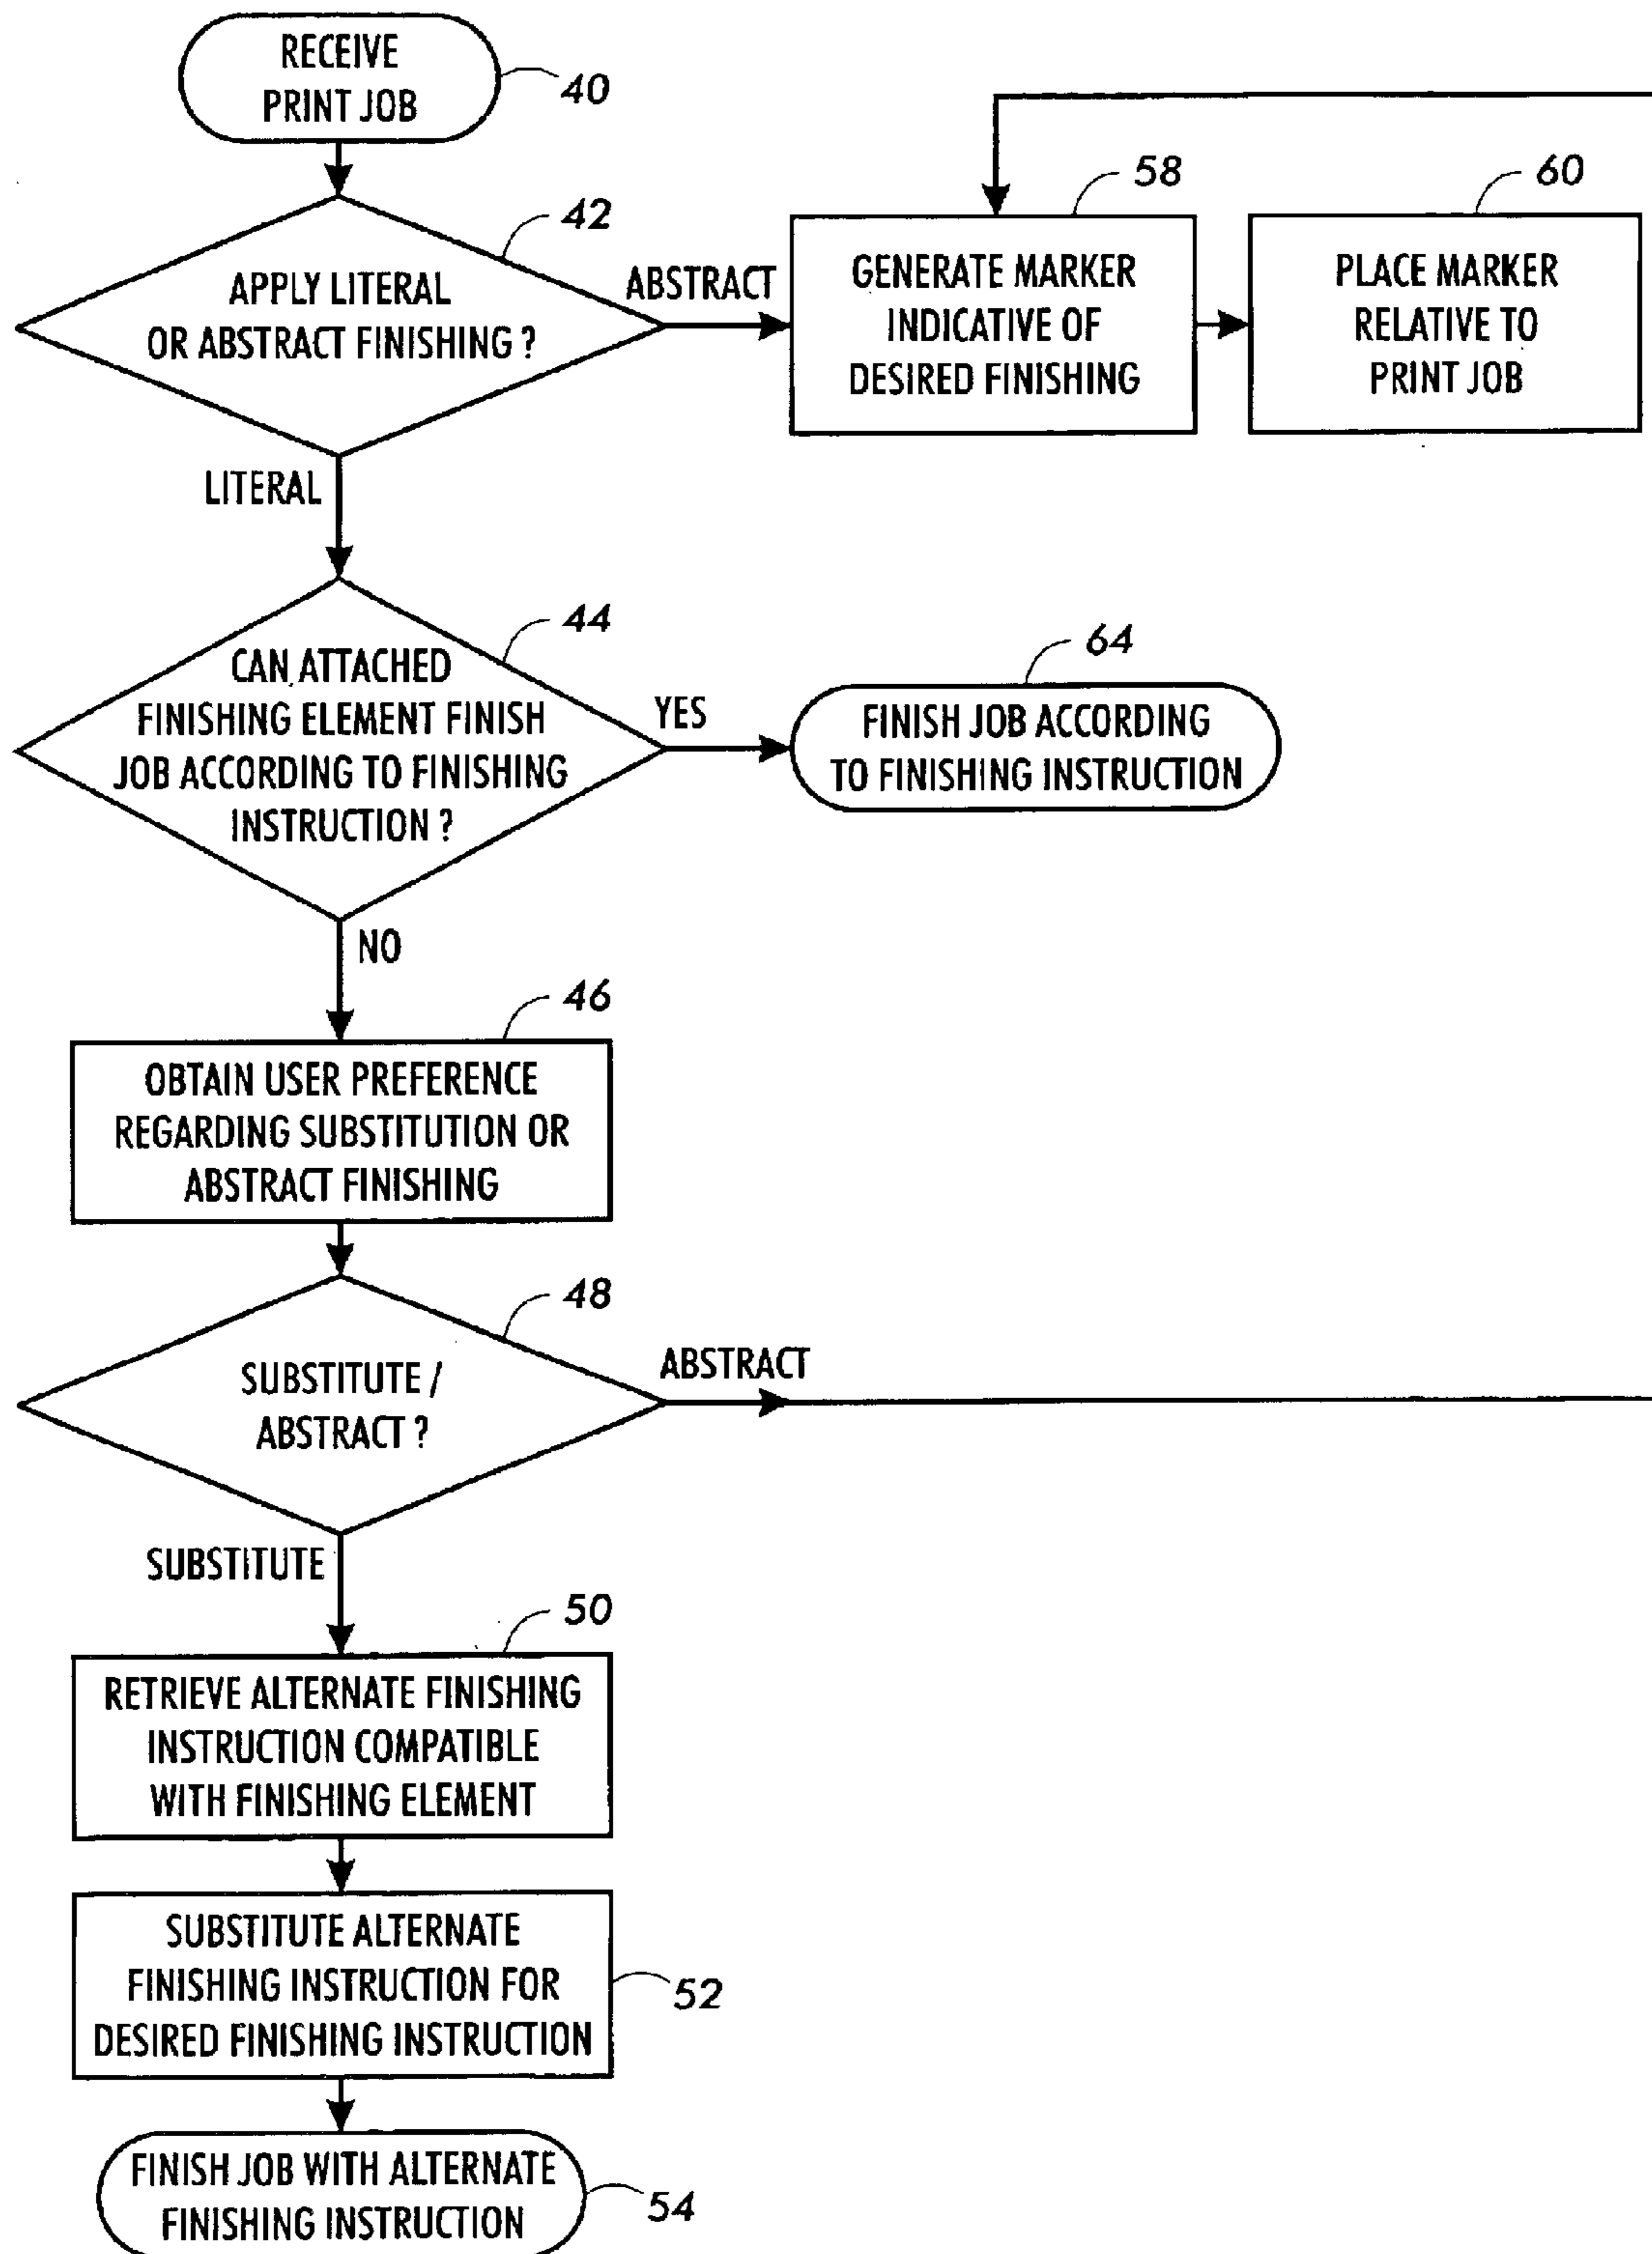 RECEIVE
PRINT JOB
40
42
APPLY LITERAL
OR ABSTRACT FINISHING ?
ABSTRACT
58
GENERATE MARKER
INDICATIVE OF
DESIRED FINISHING
60
PLACE MARKER
RELATIVE TO
PRINT JOB
LITERAL
44
CAN ATTACHED
FINISHING ELEMENT FINISH
JOB ACCORDING TO FINISHING
INSTRUCTION ?
YES
64
FINISH JOB ACCORDING
TO FINISHING INSTRUCTION
NO
46
OBTAIN USER PREFERENCE
REGARDING SUBSTITUTION OR
ABSTRACT FINISHING
48
SUBSTITUTE /
ABSTRACT ?
ABSTRACT
SUBSTITUTE
50
RETRIEVE ALTERNATE FINISHING
INSTRUCTION COMPATIBLE
WITH FINISHING ELEMENT
SUBSTITUTE ALTERNATE
FINISHING INSTRUCTION FOR
DESIRED FINISHING INSTRUCTION
52
FINISH JOB WITH ALTERNATE
FINISHING INSTRUCTION
54